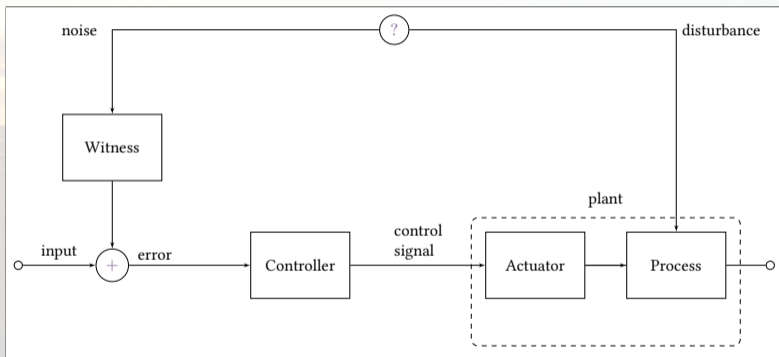 noise
?
disturbance
Witness
plant
input
+
error
Controller
control
signal
Actuator
Process